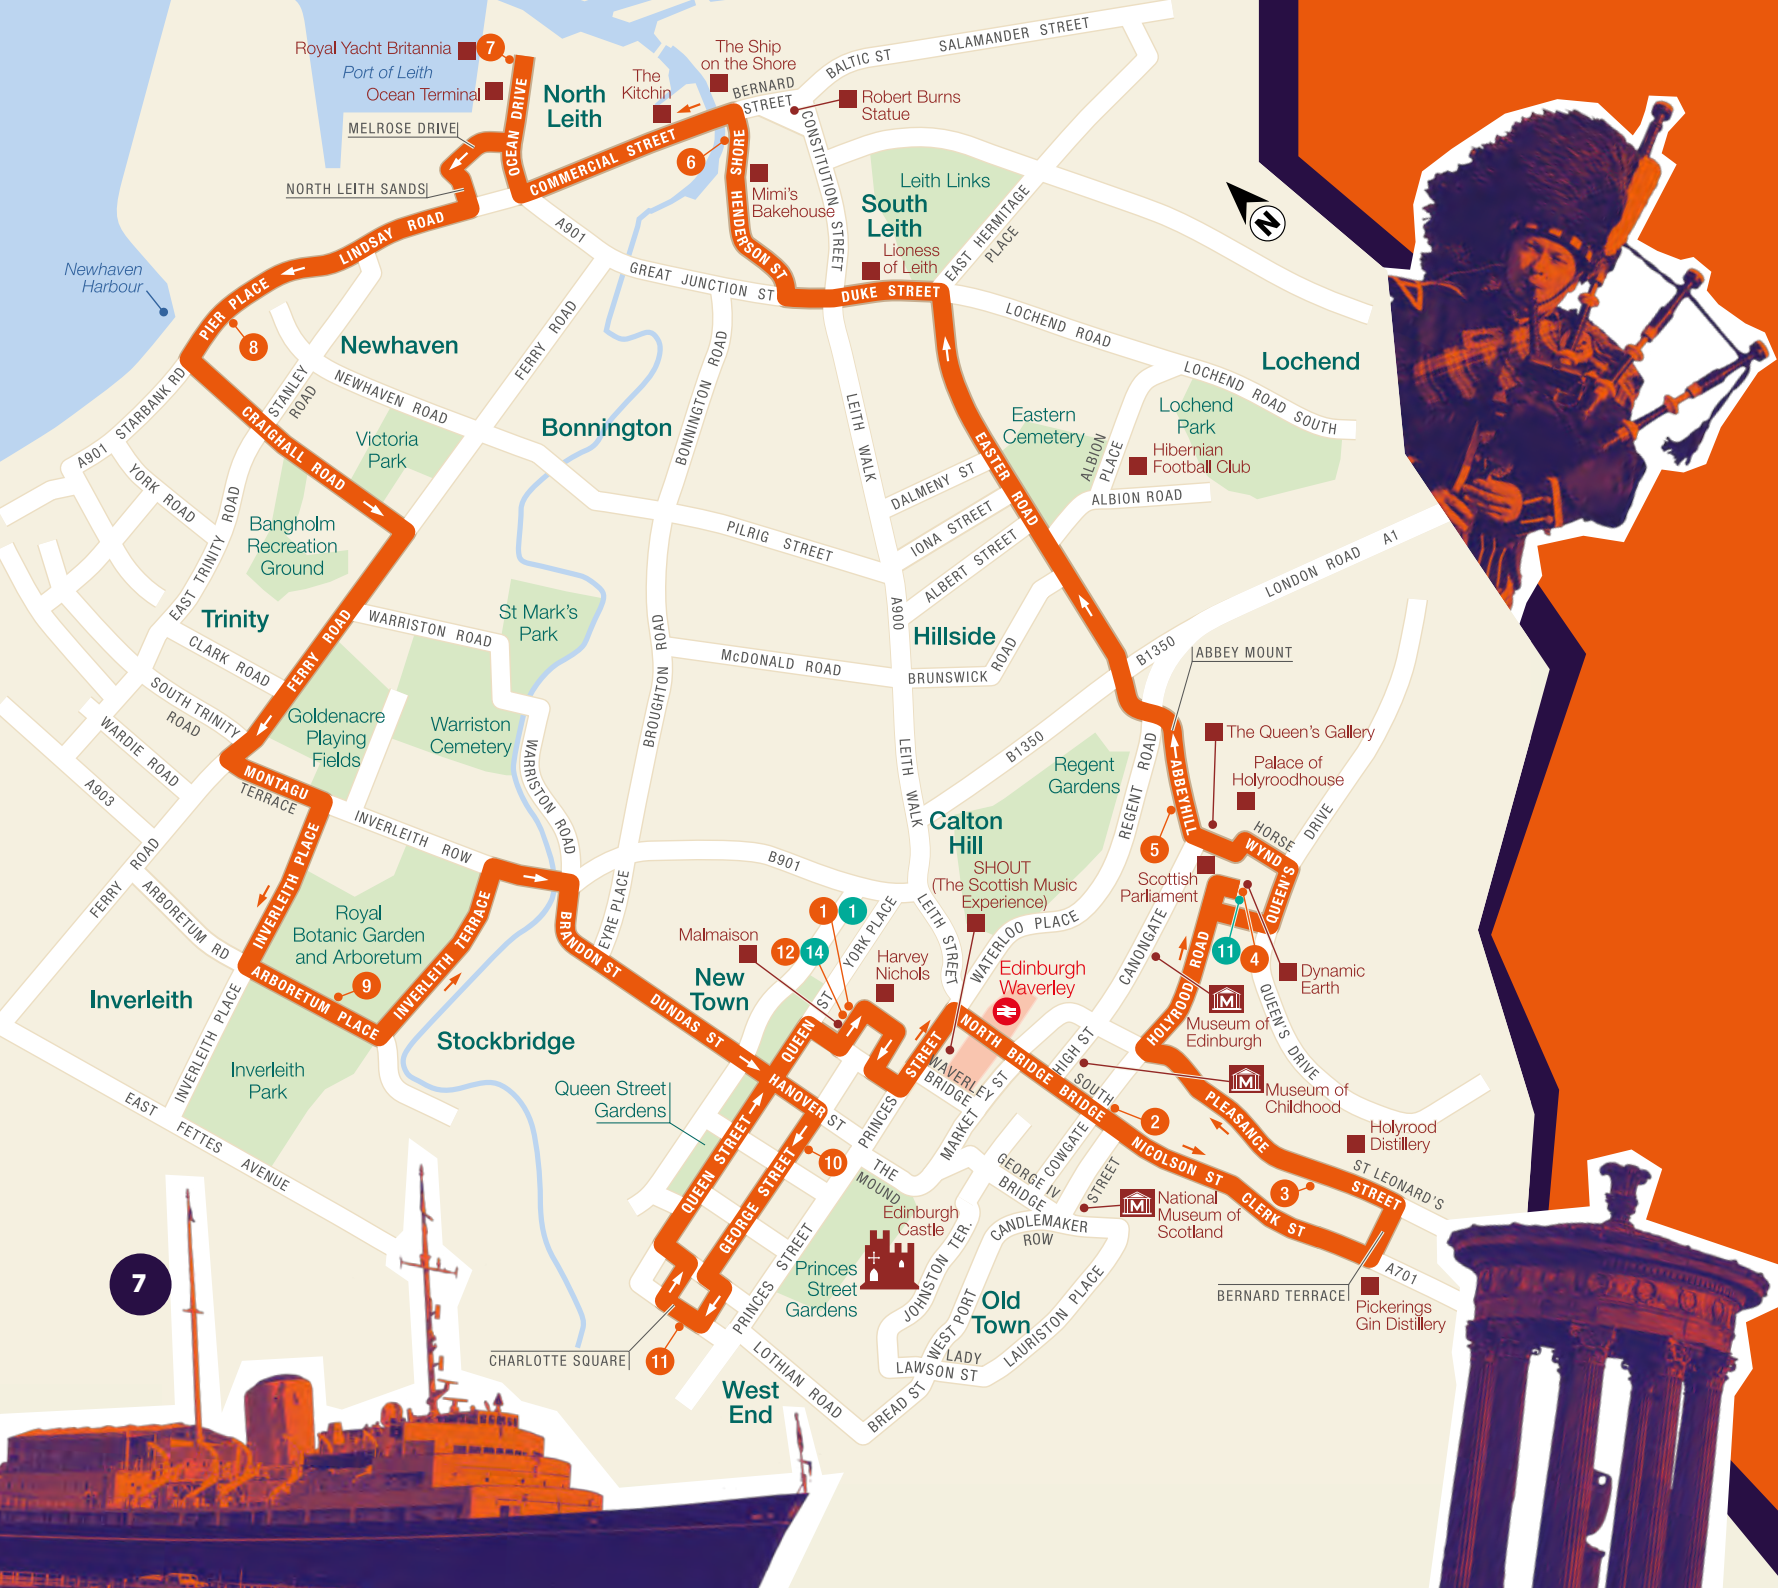 Royal Yacht Britannia
7
Port of Leith
Ocean Terminal
MELROSE DRIVE
NORTH LEITH SANDS
OCEAN DRIVE
North
Leith
The
Kitchin
The Ship
on the Shore
BERNARD
STREET
BALTIC ST
SALAMANDER STREET
Robert Burns
Statue
COMMERCIAL STREET
6
SHORE
HENDERSON ST
Mimi's
Bakehouse
CONSTITUTION STREET
Leith Links
South
Leith
Lioness
of Leith
EAST HERMITAGE
PLACE
N
A901
GREAT JUNCTION ST
DUKE STREET
LOCHEND ROAD
LINDSAY ROAD
PIER PLACE
Newhaven
Harbour
8
Newhaven
FERRY ROAD
STANLEY
ROAD
NEWHAVEN ROAD
A901 STARBANK RD
CRAIGHALL ROAD
Victoria
Park
Bonnington
BONNINGTON ROAD
LEITH WALK
Lochend
LOCHEND ROAD SOUTH
Lochend
Park
Eastern
Cemetery
ALBION
PLACE
Hibernian
Football Club
ALBION ROAD
EASTER ROAD
DALMENY ST
IONA STREET
ALBERT STREET
PILRIG STREET
YORK ROAD
EAST TRINITY ROAD
Bangholm
Recreation
Ground
Trinity
CLARK ROAD
SOUTH TRINITY
ROAD
WARDIE ROAD
A903
FERRY ROAD
WARRISTON ROAD
St Mark's
Park
A900
Hillside
LONDON ROAD A1
B1350
ABBEY MOUNT
McDONALD ROAD
BRUNSWICK
ROAD
BROUGHTON ROAD
Goldenacre
Playing
Fields
Warriston
Cemetery
WARRISTON ROAD
MONTAGU
TERRACE
INVERLEITH ROW
LEITH WALK
B1350
Regent
Gardens
REGENT ROAD
ABBEYHILL
The Queen's Gallery
Palace of
Holyroodhouse
HORSE
WYND
QUEEN'S
DRIVE
5
Calton
Hill
SHOUT
(The Scottish Music
Experience)
Scottish
Parliament
FERRY ROAD
ARBORETUM RD
INVERLEITH PLACE
Royal
Botanic Garden
and Arboretum
9
ARBORETUM PLACE
INVERLEITH TERRACE
BRANDON ST
EYRE PLACE
B901
1
1
12
14
YORK PLACE
LEITH STREET
WATERLOO PLACE
CANONGATE
HOLYROOD ROAD
11
4
Dynamic
Earth
Malmaison
Harvey
Nichols
New
Town
Edinburgh
Waverley
Museum of
Edinburgh
QUEEN'S DRIVE
Inverleith
INVERLEITH PLACE
Inverleith
Park
Stockbridge
DUNDAS ST
QUEEN
ST
HANOVER
ST
Queen Street
Gardens
STREET
PRINCES
NORTH BRIDGE
WAVERLEY
BRIDGE
HIGH ST
MARKET ST
SOUTH
BRIDGE
Museum of
Childhood
PLEASANCE
Holyrood
Distillery
EAST
FETTES
AVENUE
QUEEN STREET
GEORGE STREET
10
THE
MOUND
GEORGE IV
BRIDGE
COWGATE
2
NICOLSON ST
CLERK ST
3
ST LEONARD'S
STREET
National
Museum of
Scotland
STREET
Edinburgh
Castle
CANDLEMAKER
ROW
JOHNSTON TER.
Princes
Street
Gardens
PRINCES STREET
Old
Town
WEST PORT
LAURISTON PLACE
LADY
LAWSON ST
BREAD ST
LOTHIAN ROAD
CHARLOTTE SQUARE
11
West
End
BERNARD TERRACE
A701
Pickerings
Gin Distillery
7